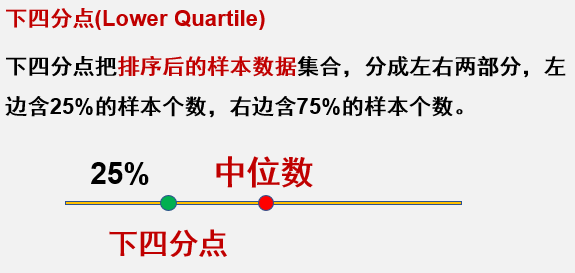 下四分点(Lower Quartile)
下四分点把排序后的样本数据集合，分成左右两部分，左
边含25%的样本个数，右边含75%的样本个数。
25% 中位数
下四分点